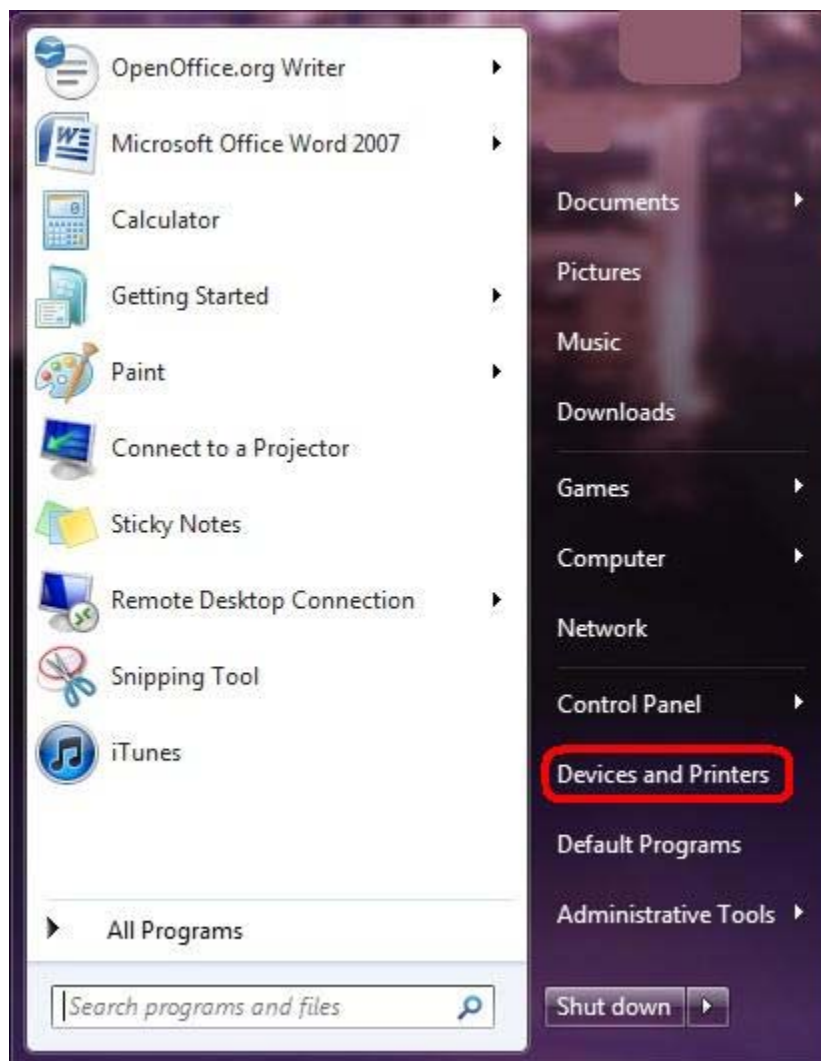 OpenOffice.org Writer
Microsoft Office Word 2007
Calculator
Getting Started
Paint
Connect to a Projector
Sticky Notes
Remote Desktop Connection
Snipping Tool
iTunes
All Programs
Search programs and files
Documents
Pictures
Music
Downloads
Games
Computer
Network
Control Panel
Devices and Printers
Default Programs
Administrative Tools
Shut down